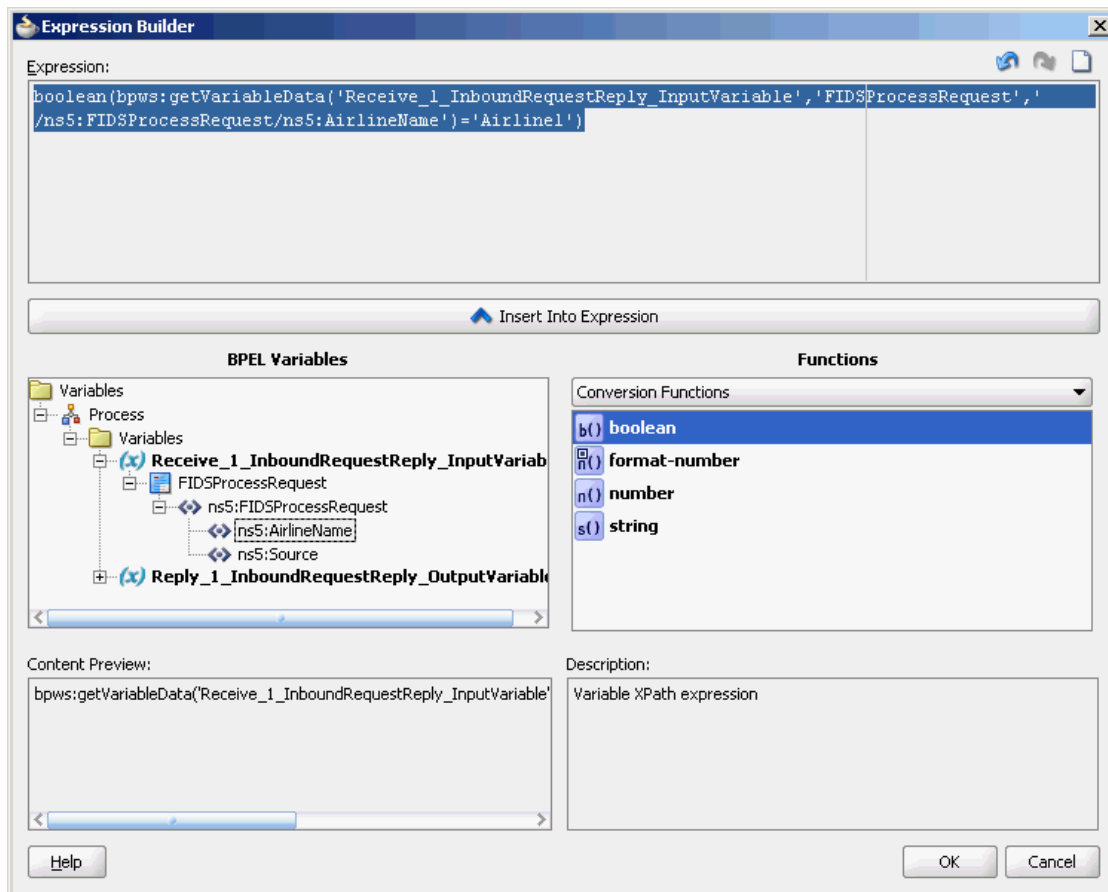 Expression Builder
Expression:
boolean(bpws:getVariableData('Receive_1_InboundRequestReply_InputVariable','FIDSProcessRequest','
/ns5:FIDSProcessRequest/ns5:AirlineName')='Airline1')
Insert Into Expression
BPEL Variables
Functions
Variables
Process
Variables
(x) Receive_1_InboundRequestReply_InputVariab
FIDSProcessRequest
ns5:FIDSProcessRequest
ns5:AirlineName
ns5:Source
(x) Reply_1_InboundRequestReply_OutputVariable
Conversion Functions
b() boolean
n() format-number
n() number
s() string
Content Preview:
bpws:getVariableData('Receive_1_InboundRequestReply_InputVariable'
Description:
Variable XPath expression
Help
OK
Cancel